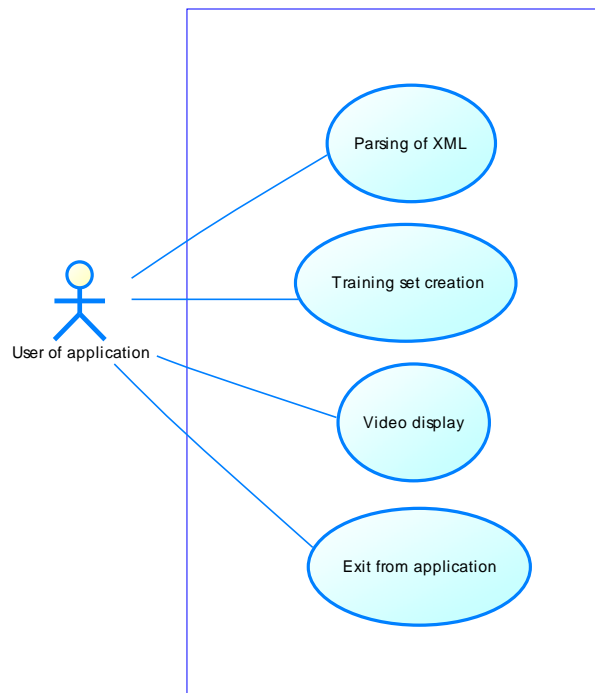 Parsing of XML
Training set creation
User of application
Video display
Exit from application